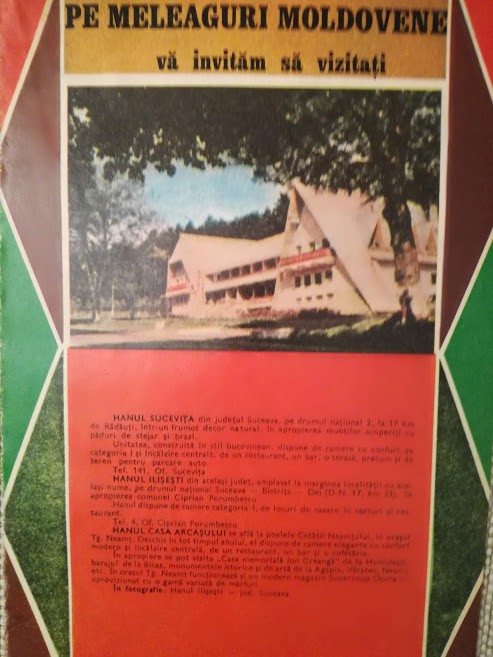 PE MELEAGURI MOLDOVENE
vă invităm să vizitați
HANUL SUCEVIȚA din județul Suceava, pe drumul național 2, la 17 km
de Rădăuți, într-un frumos decor natural, în apropierea munților acoperiți cu
păduri de stejar și brazi.
Unitatea, construită în stil bucovinean, dispune de camere cu confort de
categoria I și încălzire centrală, de un restaurant, un bar, o terasă, precum și de
teren pentru parcare auto.
Tel. 141, Of. Sucevița
HANUL ILIȘEȘTI din același județ, amplasat la marginea localității cu ace-
lași nume, pe drumul național Suceava - Bistrița - Dej (D.N. 17, km 23), în
apropierea comunei Ciprian Porumbescu.
Hanul dispune de camere categoria I, de locuri de cazare în corturi și res-
taurant.
Tel. 4, Of. Ciprian Porumbescu
HANUL CASA ARCAȘULUI se află la poalele Cetății Neamțului, în orașul
Tg. Neamț. Deschis în tot timpul anului, el dispune de camere elegante cu confort
modern și încălzire centrală, de un restaurant, un bar și o cofetărie.
În apropiere se pot vizita „Casa memorială Ion Creangă" de la Humulești,
barajul de la Bicaz, monumentele istorice și de artă de la Agapia, Văratec, Neamț
etc. În orașul Tg. Neamț funcționează și un modern magazin Supercoop Ozana
aprovizionat cu o gamă variată de mărfuri.
În fotografie: Hanul Ilișești - jud. Suceava